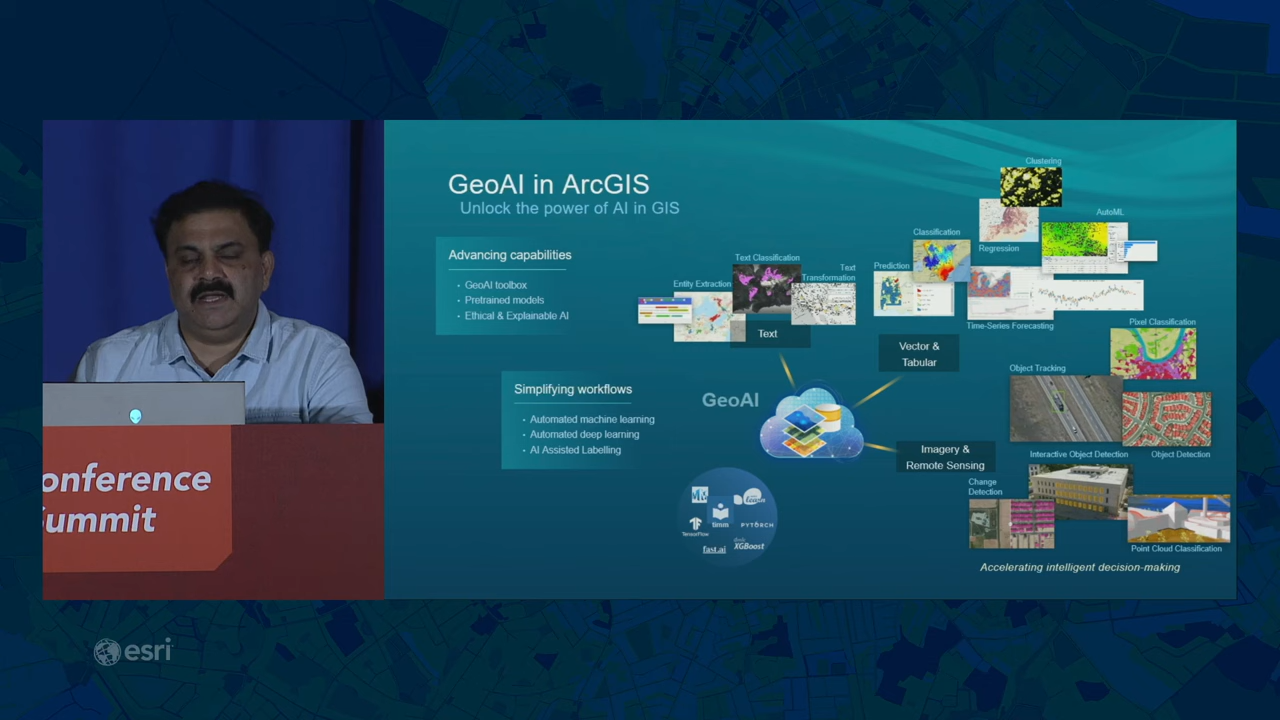 GeoAI in ArcGIS
Unlock the power of AI in GIS
Advancing capabilities
• GeoAI toolbox
• Pretrained models
• Ethical & Explainable AI
Simplifying workflows
• Automated machine learning
• Automated deep learning
• AI Assisted Labelling
Entity Extraction
Text Classification
Text
Transformation
Text
Prediction
Classification
Clustering
Regression
AutoML
Time-Series Forecasting
Vector &
Tabular
GeoAI
Imagery &
Remote Sensing
Pixel Classification
Object Tracking
Interactive Object Detection
Object Detection
Change
Detection
Point Cloud Classification
Accelerating intelligent decision-making
learn
timm
TensorFlow
PYTORCH
fast.ai
XGBoost
onference
ummit
esri